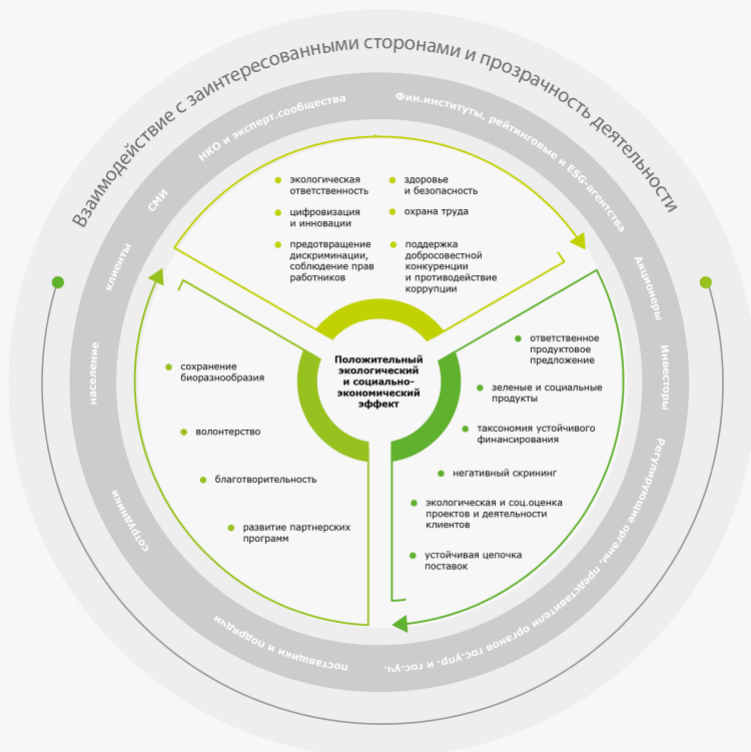 Взаимодействие с заинтересованными сторонами и прозрачность деятельности
НКО и эксперт.сообщества
Фин.институты, рейтинговые и ESG-агентства
Акционеры
Инвесторы
Регулирующие органы, представители органов гос.упр. и гос.уч.
поставщики и подрядчи
сотрудники
население
клиенты
СМИ
экологическая
ответственность
цифровизация
и инновации
предотвращение
дискриминации,
соблюдение прав
работников
здоровье
и безопасность
охрана труда
поддержка
добросовестной
конкуренции
и противодействие
коррупции
Положительный
экологический
и социально-
экономический
эффект
ответственное
продуктовое
предложение
зеленые и социальные
продукты
таксономия устойчивого
финансирования
негативный скрининг
экологическая и соц.оценка
проектов и деятельности
клиентов
устойчивая цепочка
поставок
сохранение
биоразнообразия
волонтерство
благотворительность
развитие партнерских
программ